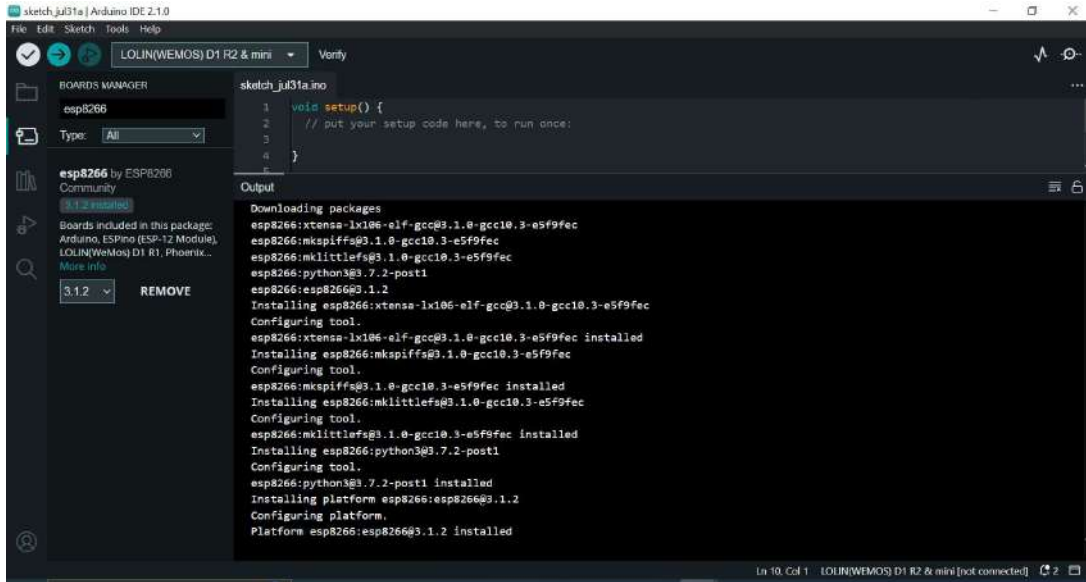 sketch_jul31a | Arduino IDE 2.1.0
File Edit Sketch Tools Help
LOLIN(WEMOS) D1 R2 & mini
Verify
BOARDS MANAGER
esp8266
Type: All
esp8266 by ESP8266
Community
3.1.2 installed
Boards included in this package:
Arduino, ESPino (ESP-12 Module),
LOLIN(WeMos) D1 R1, Phoenix...
More info
3.1.2
REMOVE
sketch_jul31a.ino
1 void setup() {
2 // put your setup code here, to run once:
3
4 }
5
Output
Downloading packages
esp8266:xtensa-lx106-elf-gcc@3.1.0-gcc10.3-e5f9fec
esp8266:mkspiffs@3.1.0-gcc10.3-e5f9fec
esp8266:mklittlefs@3.1.0-gcc10.3-e5f9fec
esp8266:python3@3.7.2-post1
esp8266:esp8266@3.1.2
Installing esp8266:xtensa-lx106-elf-gcc@3.1.0-gcc10.3-e5f9fec
Configuring tool.
esp8266:xtensa-lx106-elf-gcc@3.1.0-gcc10.3-e5f9fec installed
Installing esp8266:mkspiffs@3.1.0-gcc10.3-e5f9fec
Configuring tool.
esp8266:mkspiffs@3.1.0-gcc10.3-e5f9fec installed
Installing esp8266:mklittlefs@3.1.0-gcc10.3-e5f9fec
Configuring tool.
esp8266:mklittlefs@3.1.0-gcc10.3-e5f9fec installed
Installing esp8266:python3@3.7.2-post1
Configuring tool.
esp8266:python3@3.7.2-post1 installed
Installing platform esp8266:esp8266@3.1.2
Configuring platform.
Platform esp8266:esp8266@3.1.2 installed
Ln 10, Col 1 LOLIN(WEMOS) D1 R2 & mini [not connected] 2